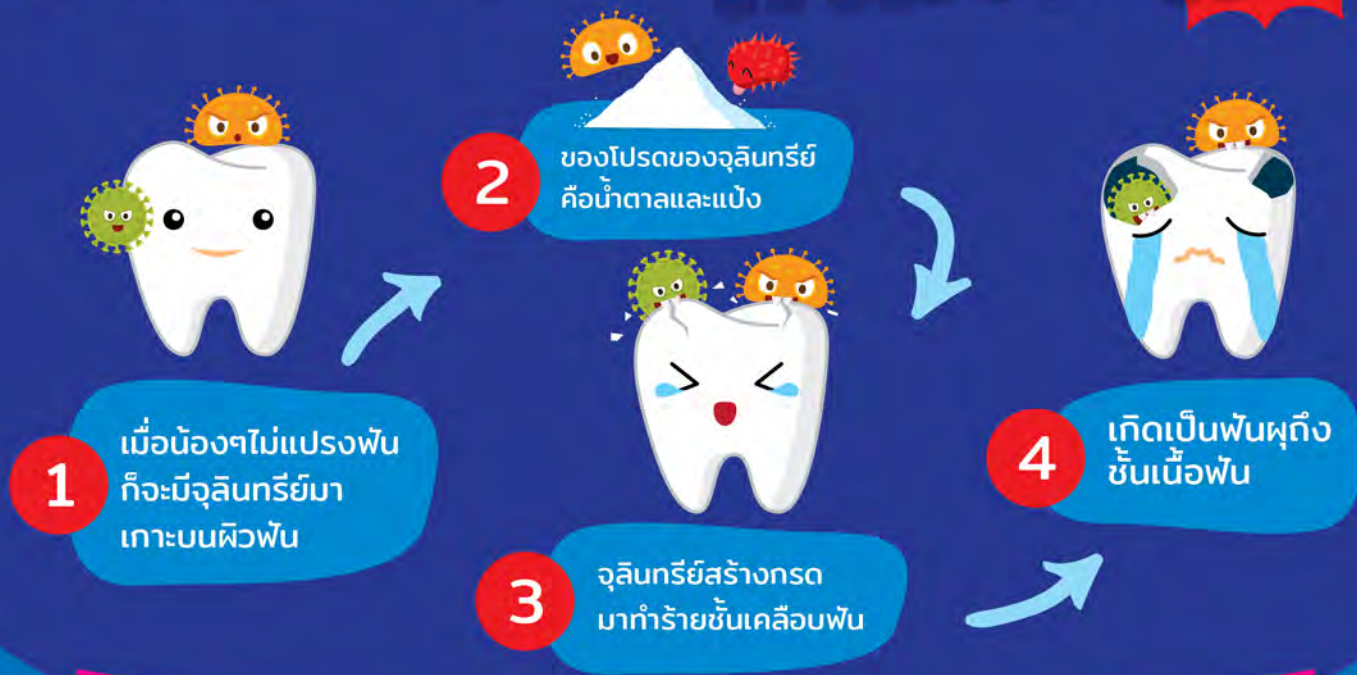 1
เมื่อน้องๆไม่แปรงฟัน
ก็จะมีจุลินทรีย์มา
เกาะบนผิวฟัน
2
ของโปรดของจุลินทรีย์
คือน้ำตาลและแป้ง
3
จุลินทรีย์สร้างกรด
มาทำร้ายชั้นเคลือบฟัน
4
เกิดเป็นฟันผุถึง
ชั้นเนื้อฟัน